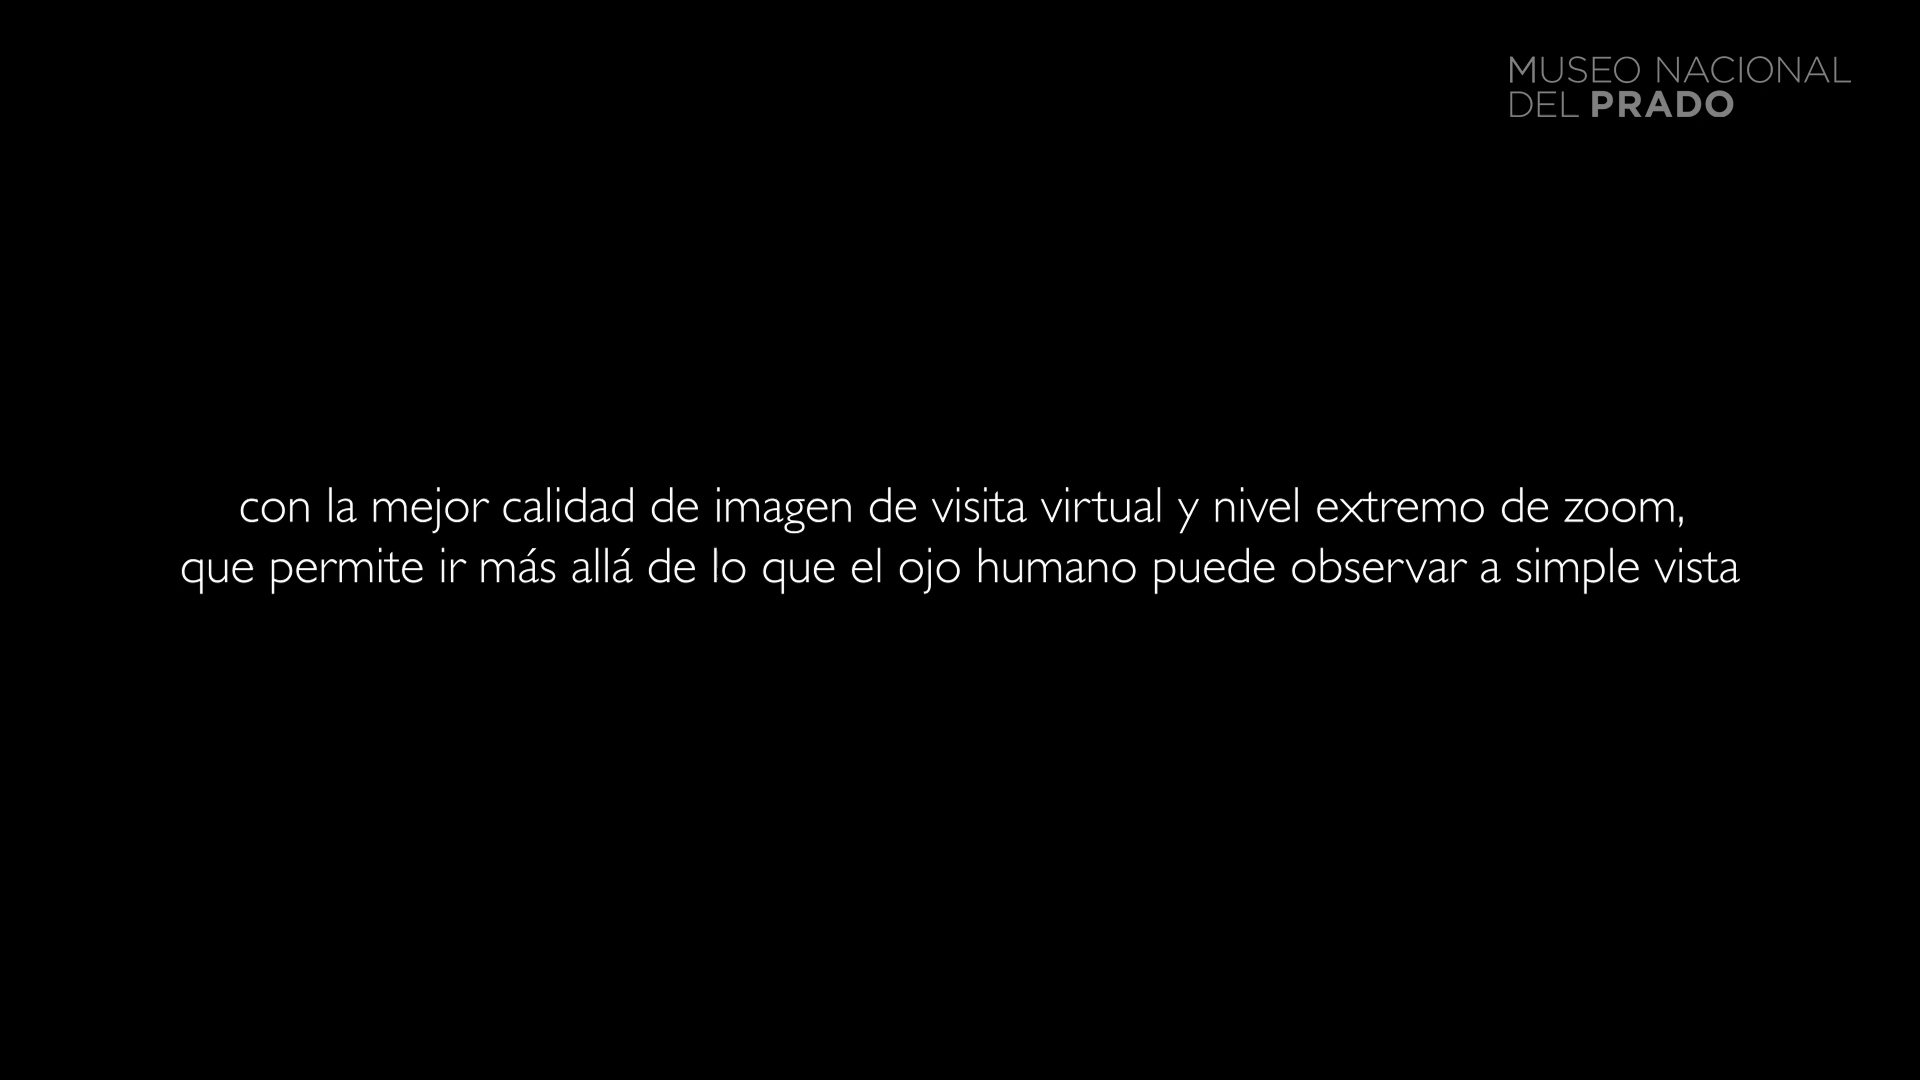 MUSEO NACIONAL
DEL PRADO
con la mejor calidad de imagen de visita virtual y nivel extremo de zoom,
que permite ir más allá de lo que el ojo humano puede observar a simple vista